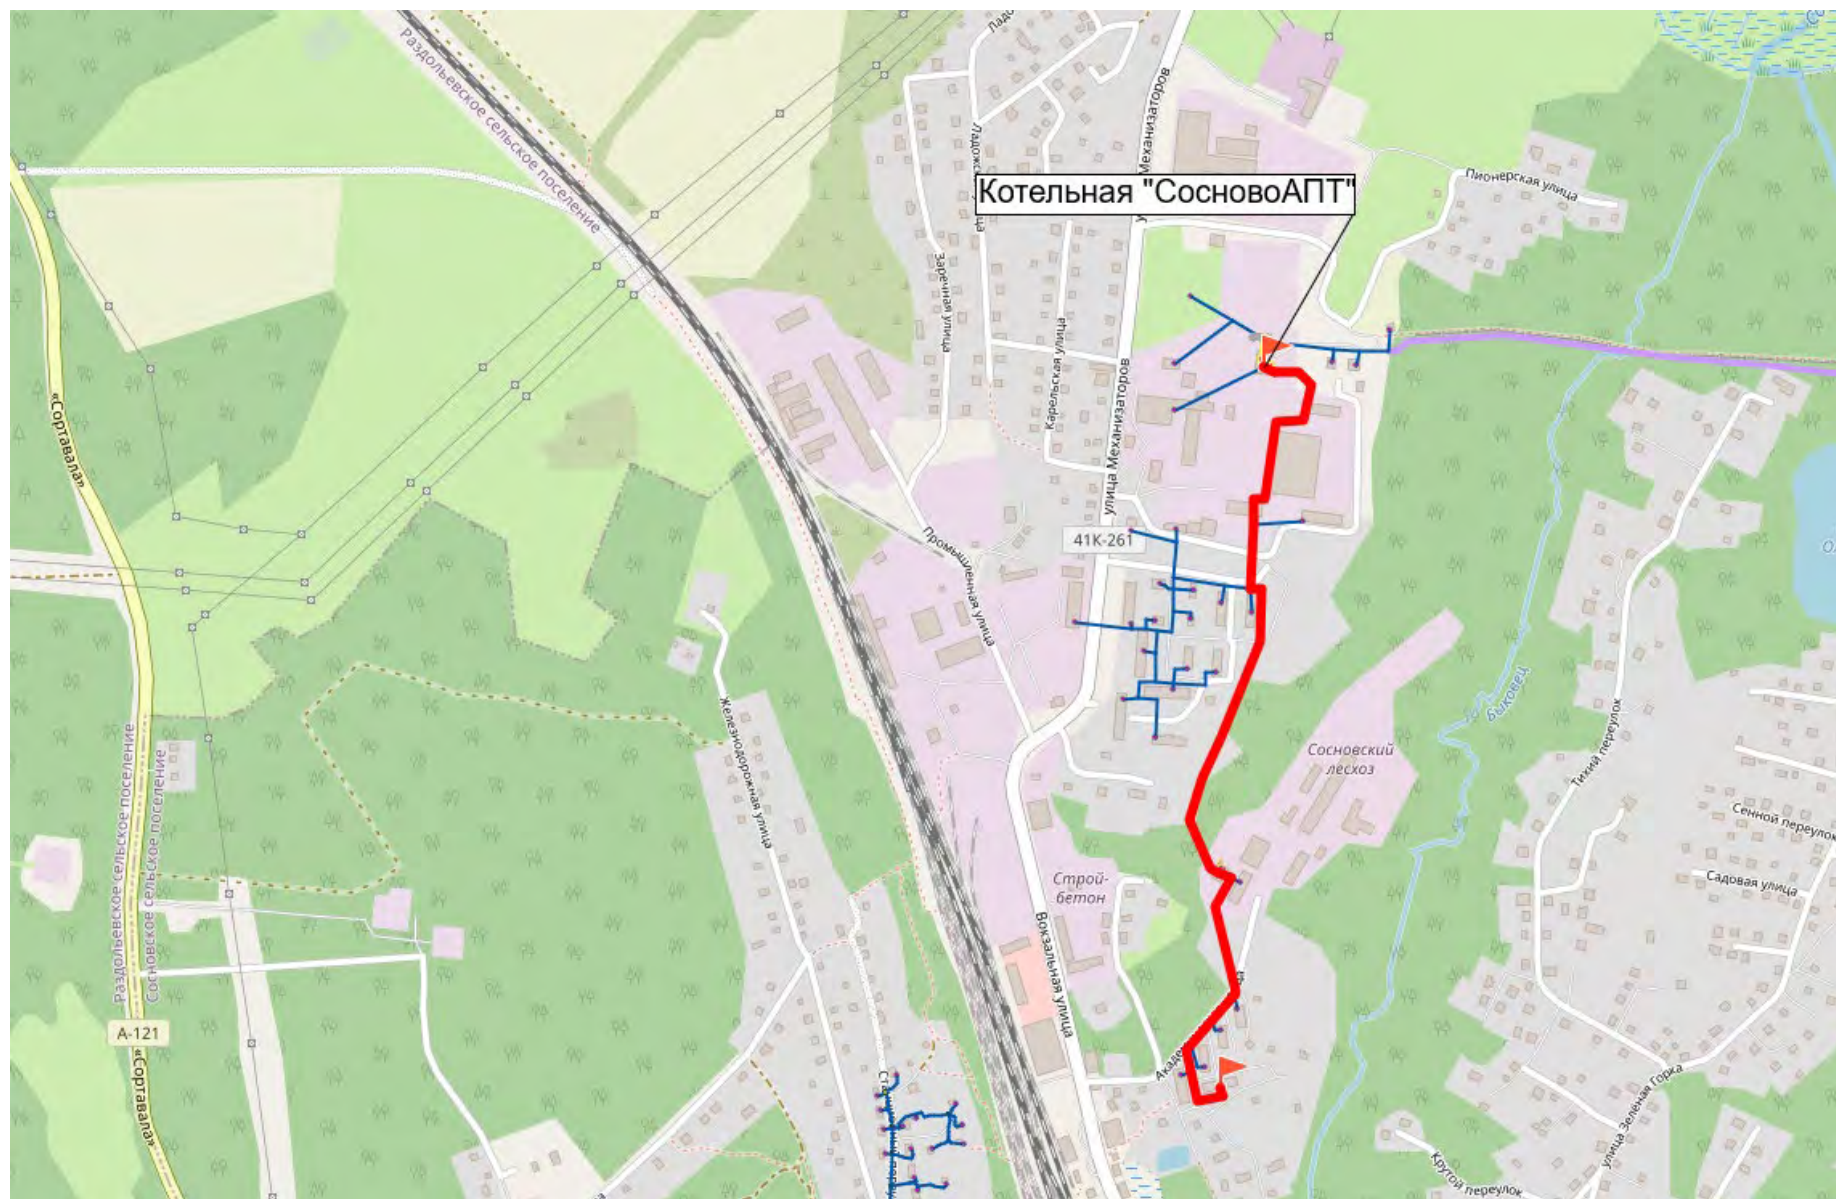 Раздольевское сельское поселение
улица Механизаторов
Пионерская улица
Котельная "СосновоАПТ"
Заречная улица
Карельская улица
улица Механизаторов
«Сортавала»
41К-261
Промышленная улица
Быковец
Тихий переулок
Железнодорожная улица
Сосновский
лесхоз
Раздольевское сельское поселение
Сосновское сельское поселение
Сенной переулок
Садовая улица
Строй-
бетон
Вокзальная улица
А-121
«Сортавала»
улица Зелёная Горка
Крутой переулок